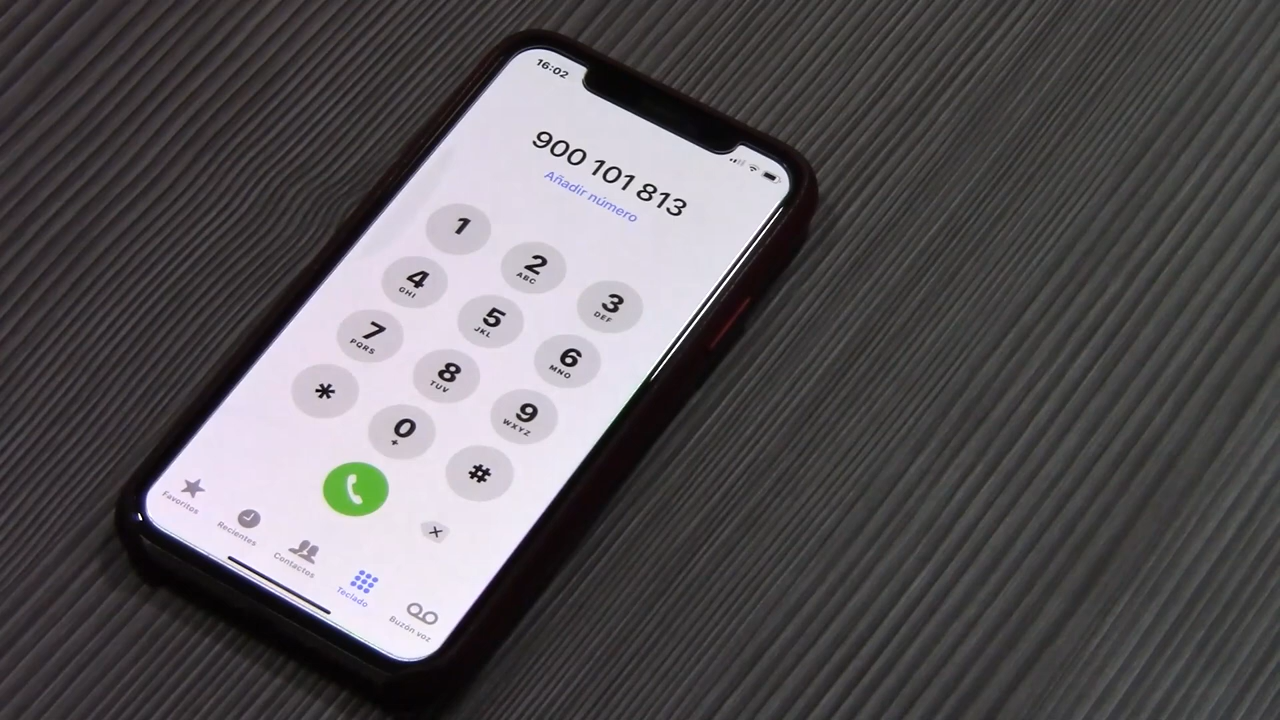 16:02
900 101 813
Añadir número
1
2
ABC
3
DEF
4
GHI
5
JKL
6
MNO
7
PQRS
8
TUV
9
WXYZ
*
0
+
#
Favoritos
Recientes
Contactos
Teclado
Buzón voz